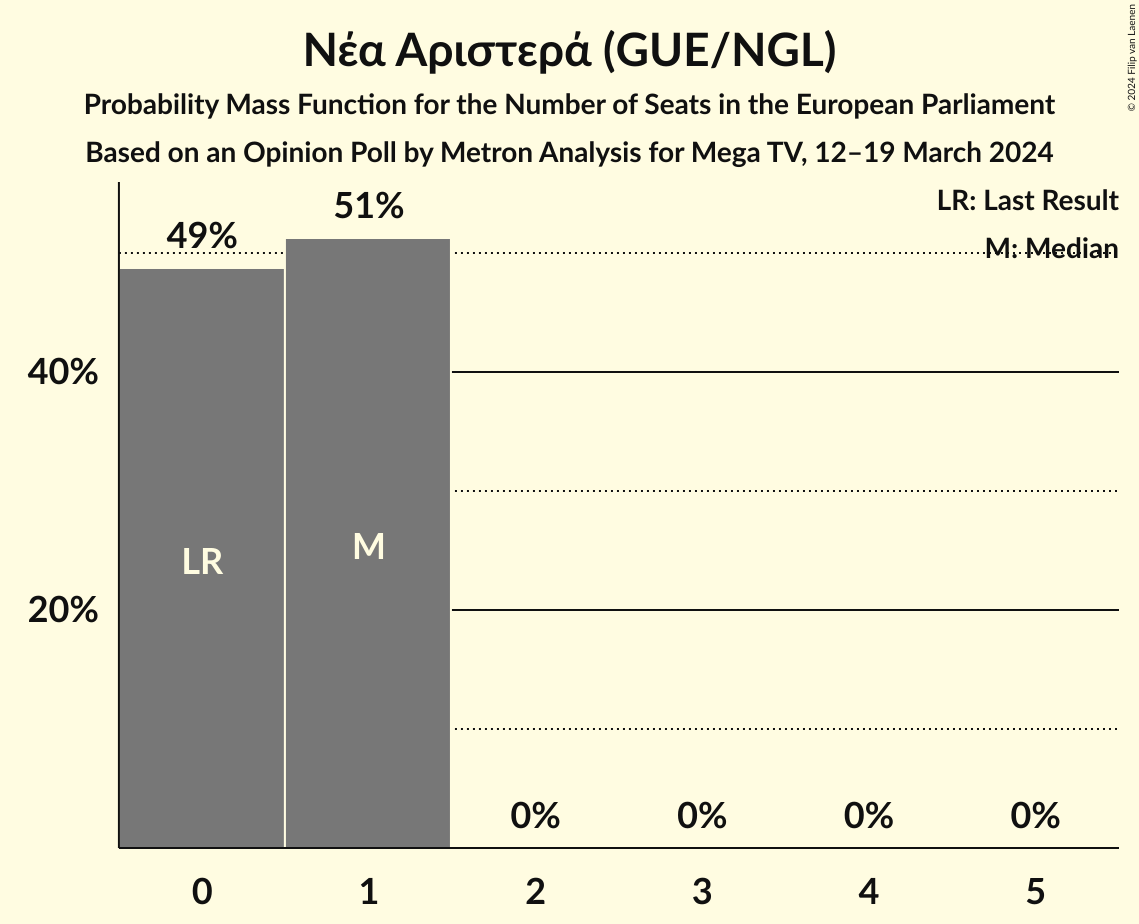 Νέα Αριστερά (GUE/NGL)
Probability Mass Function for the Number of Seats in the European Parliament
Based on an Opinion Poll by Metron Analysis for Mega TV, 12–19 March 2024
© 2024 Filip van Laenen
LR: Last Result
M: Median
49%
51%
40%
20%
LR
M
0%
0%
0%
0%
0 1 2 3 4 5